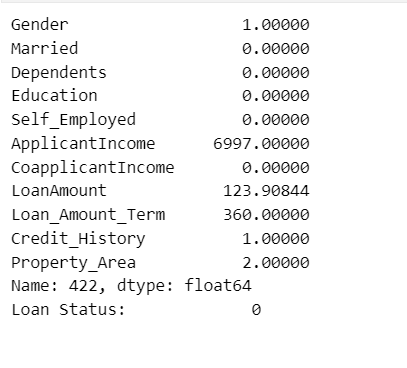 Gender 1.00000
Married 0.00000
Dependents 0.00000
Education 0.00000
Self_Employed 0.00000
ApplicantIncome 6997.00000
CoapplicantIncome 0.00000
LoanAmount 123.90844
Loan_Amount_Term 360.00000
Credit_History 1.00000
Property_Area 2.00000
Name: 422, dtype: float64
Loan Status: 0